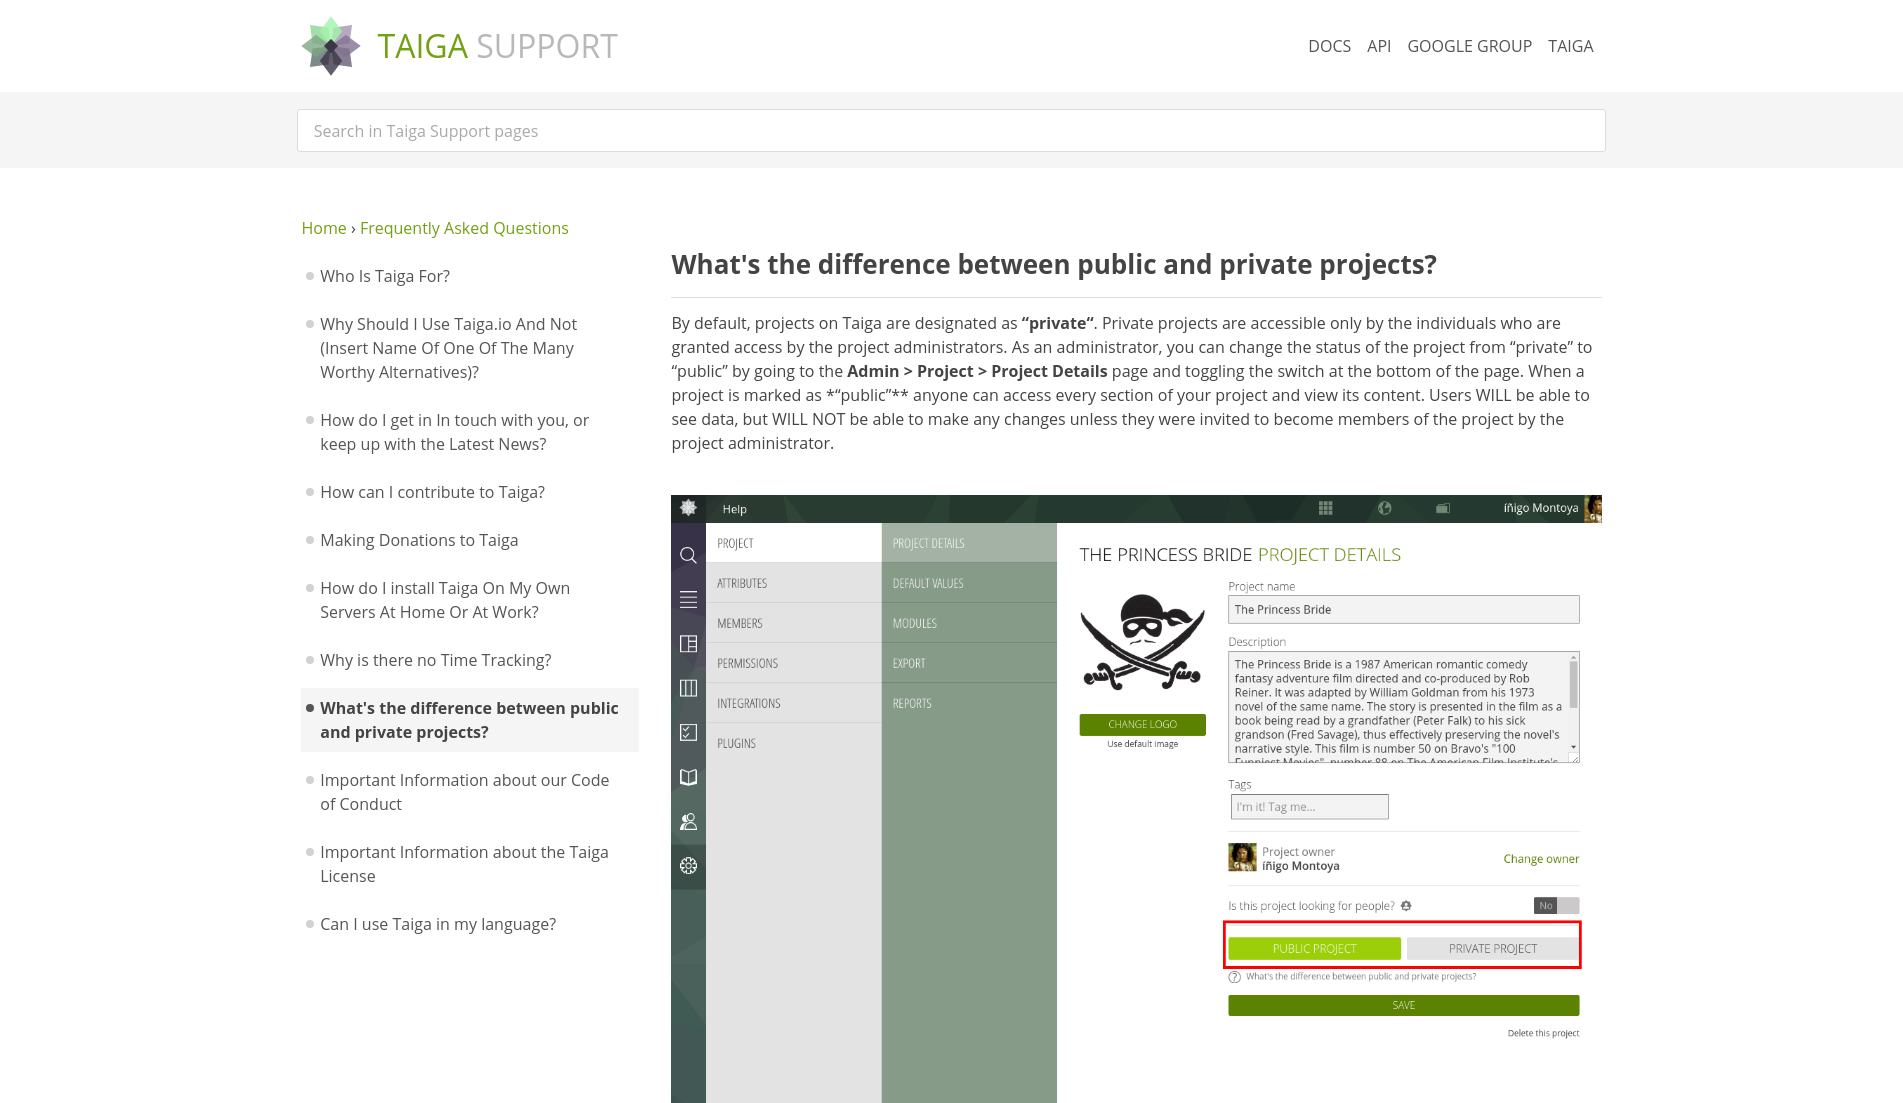 TAIGA SUPPORT
DOCS API GOOGLE GROUP TAIGA
Search in Taiga Support pages
Home › Frequently Asked Questions
Who Is Taiga For?
Why Should I Use Taiga.io And Not
(Insert Name Of One Of The Many
Worthy Alternatives)?
How do I get in In touch with you, or
keep up with the Latest News?
How can I contribute to Taiga?
Making Donations to Taiga
How do I install Taiga On My Own
Servers At Home Or At Work?
Why is there no Time Tracking?
What's the difference between public
and private projects?
Important Information about our Code
of Conduct
Important Information about the Taiga
License
Can I use Taiga in my language?
What's the difference between public and private projects?
By default, projects on Taiga are designated as “private“. Private projects are accessible only by the individuals who are
granted access by the project administrators. As an administrator, you can change the status of the project from “private” to
“public” by going to the Admin > Project > Project Details page and toggling the switch at the bottom of the page. When a
project is marked as *“public”** anyone can access every section of your project and view its content. Users WILL be able to
see data, but WILL NOT be able to make any changes unless they were invited to become members of the project by the
project administrator.
Help
íñigo Montoya
PROJECT
ATTRIBUTES
MEMBERS
PERMISSIONS
INTEGRATIONS
PLUGINS
PROJECT DETAILS
DEFAULT VALUES
MODULES
EXPORT
REPORTS
THE PRINCESS BRIDE PROJECT DETAILS
CHANGE LOGO
Use default image
Project name
The Princess Bride
Description
The Princess Bride is a 1987 American romantic comedy
fantasy adventure film directed and co-produced by Rob
Reiner. It was adapted by William Goldman from his 1973
novel of the same name. The story is presented in the film as a
book being read by a grandfather (Peter Falk) to his sick
grandson (Fred Savage), thus effectively preserving the novel's
narrative style. This film is number 50 on Bravo's "100
Funniest Movies", number 88 on The American Film Institute's
Tags
I'm it! Tag me...
Project owner
íñigo Montoya
Change owner
Is this project looking for people?
No
PUBLIC PROJECT
PRIVATE PROJECT
? What's the difference between public and private projects?
SAVE
Delete this project